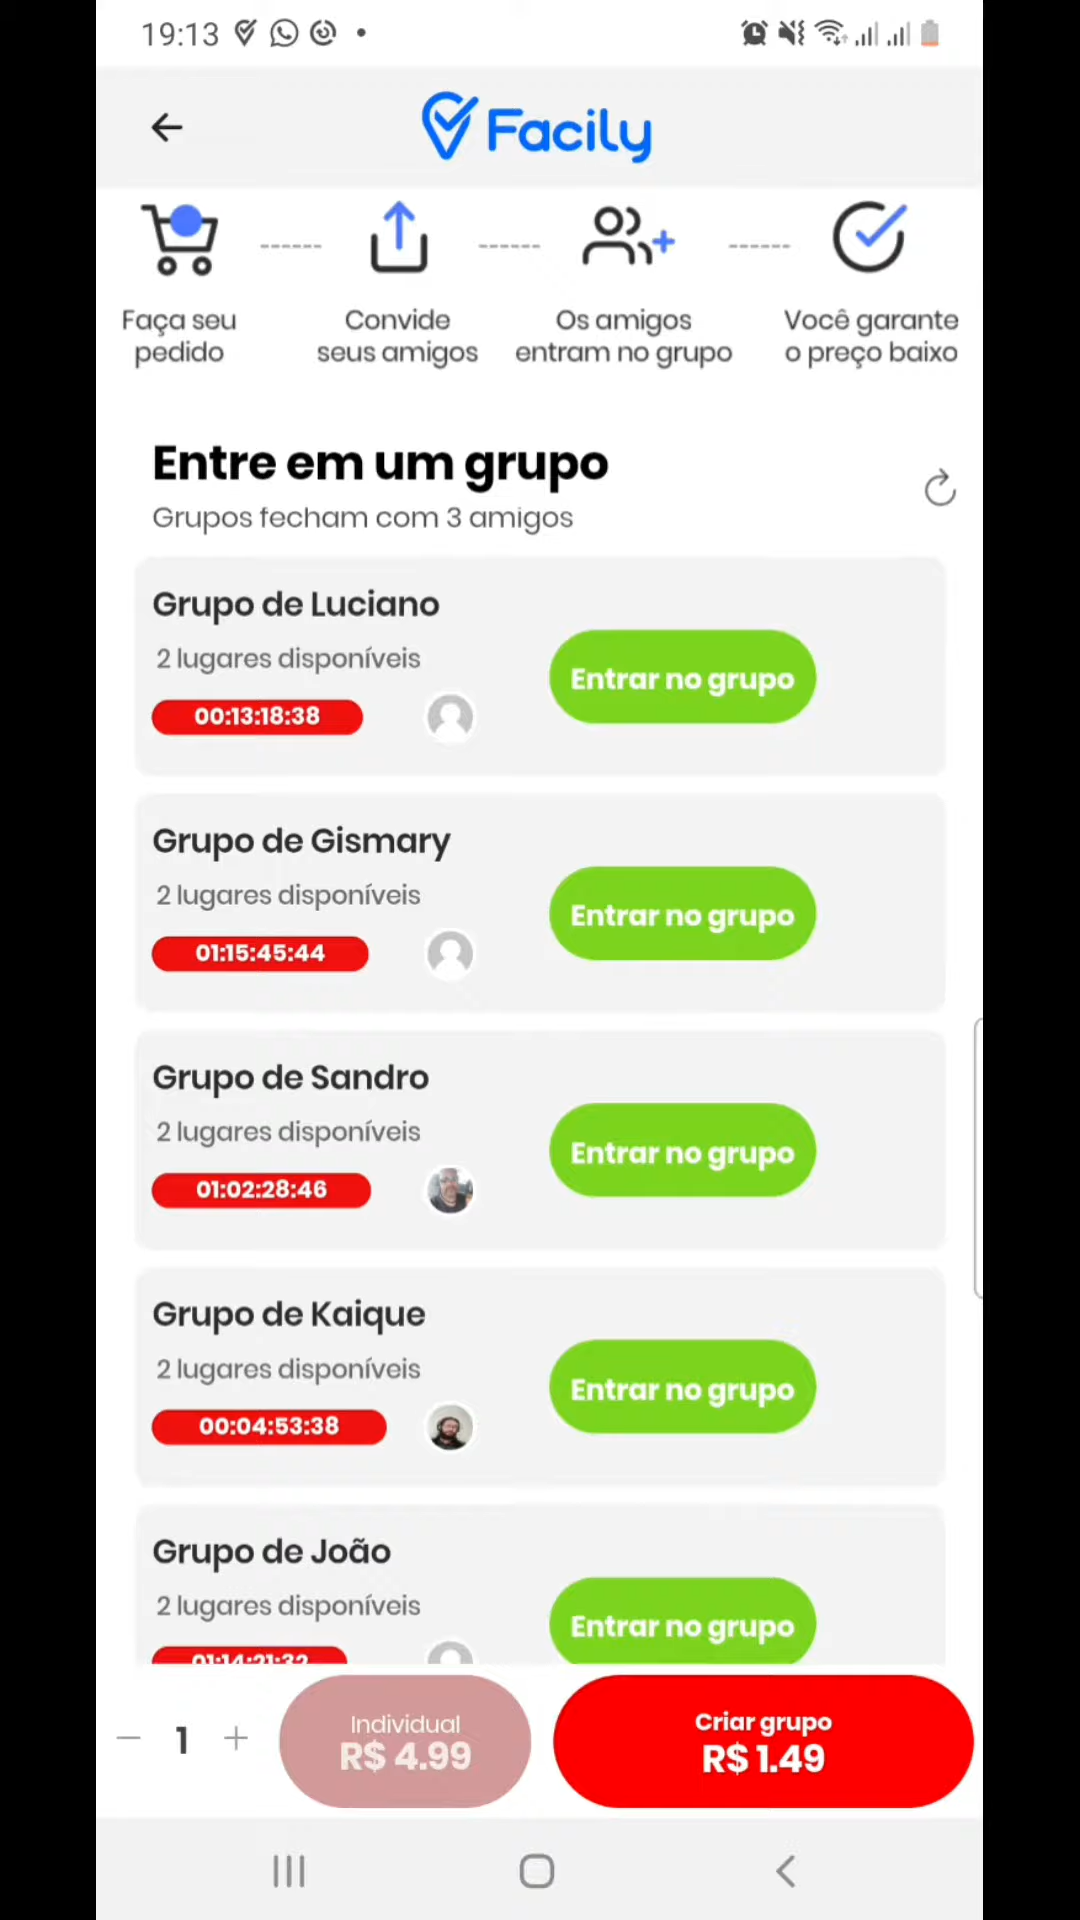 19:13
Facily
Faça seu
pedido
Convide
seus amigos
Os amigos
entram no grupo
Você garante
o preço baixo
Entre em um grupo
Grupos fecham com 3 amigos
Grupo de Luciano
2 lugares disponíveis
00:13:18:38
Entrar no grupo
Grupo de Gismary
2 lugares disponíveis
01:15:45:44
Entrar no grupo
Grupo de Sandro
2 lugares disponíveis
01:02:28:46
Entrar no grupo
Grupo de Kaique
2 lugares disponíveis
00:04:53:38
Entrar no grupo
Grupo de João
2 lugares disponíveis
01:14:21:32
Entrar no grupo
1
Individual
R$ 4.99
Criar grupo
R$ 1.49